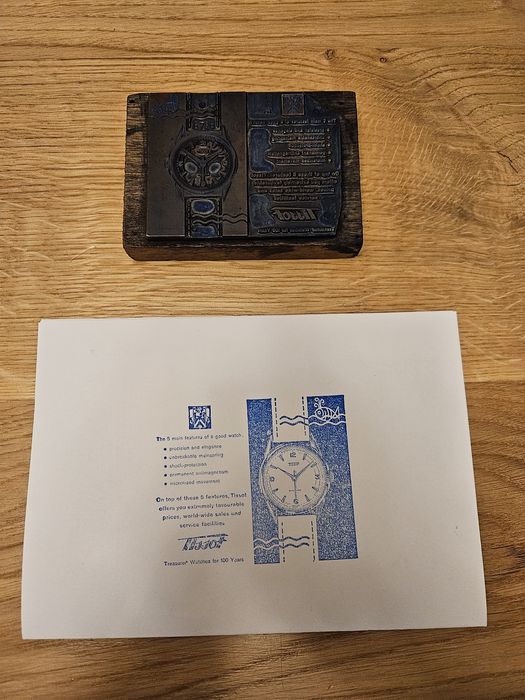 The 5 main features of a good watch.
• precision and elegance
• unbreakable mainspring
• shock-protection
• permanent antimagnetism
• micronized movement
On top of these 5 features, Tissot
offers you extremely favourable
prices, world-wide sales and
service facilities.
Tissot
Treasured Watches for 100 Years